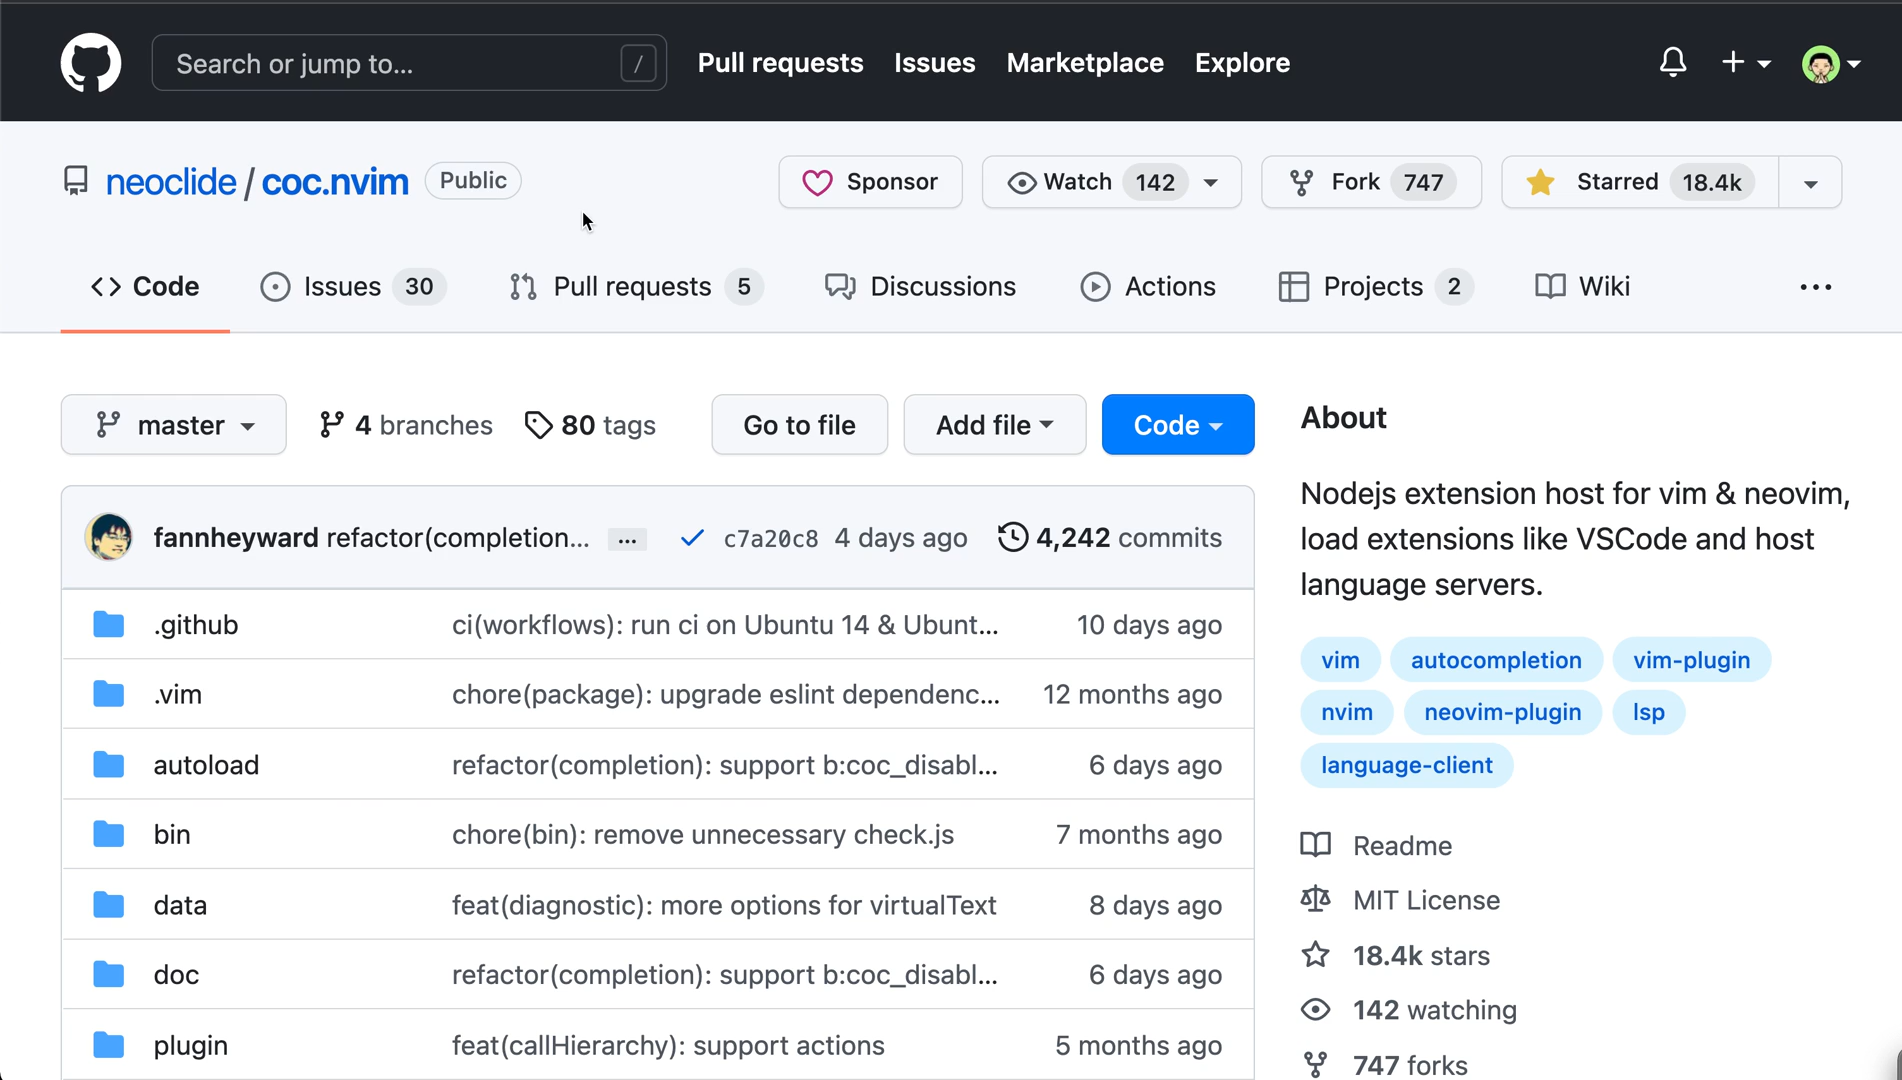 Search or jump to... /
Pull requests Issues Marketplace Explore
neoclide / coc.nvim Public
Sponsor Watch 142 Fork 747 Starred 18.4k
Code Issues 30 Pull requests 5 Discussions Actions Projects 2 Wiki ...
master 4 branches 80 tags Go to file Add file Code
fannheyward refactor(completion... ... c7a20c8 4 days ago 4,242 commits
.github ci(workflows): run ci on Ubuntu 14 & Ubunt... 10 days ago
.vim chore(package): upgrade eslint dependenc... 12 months ago
autoload refactor(completion): support b:coc_disabl... 6 days ago
bin chore(bin): remove unnecessary check.js 7 months ago
data feat(diagnostic): more options for virtualText 8 days ago
doc refactor(completion): support b:coc_disabl... 6 days ago
plugin feat(callHierarchy): support actions 5 months ago
About
Nodejs extension host for vim & neovim,
load extensions like VSCode and host
language servers.
vim autocompletion vim-plugin
nvim neovim-plugin lsp
language-client
Readme
MIT License
18.4k stars
142 watching
747 forks